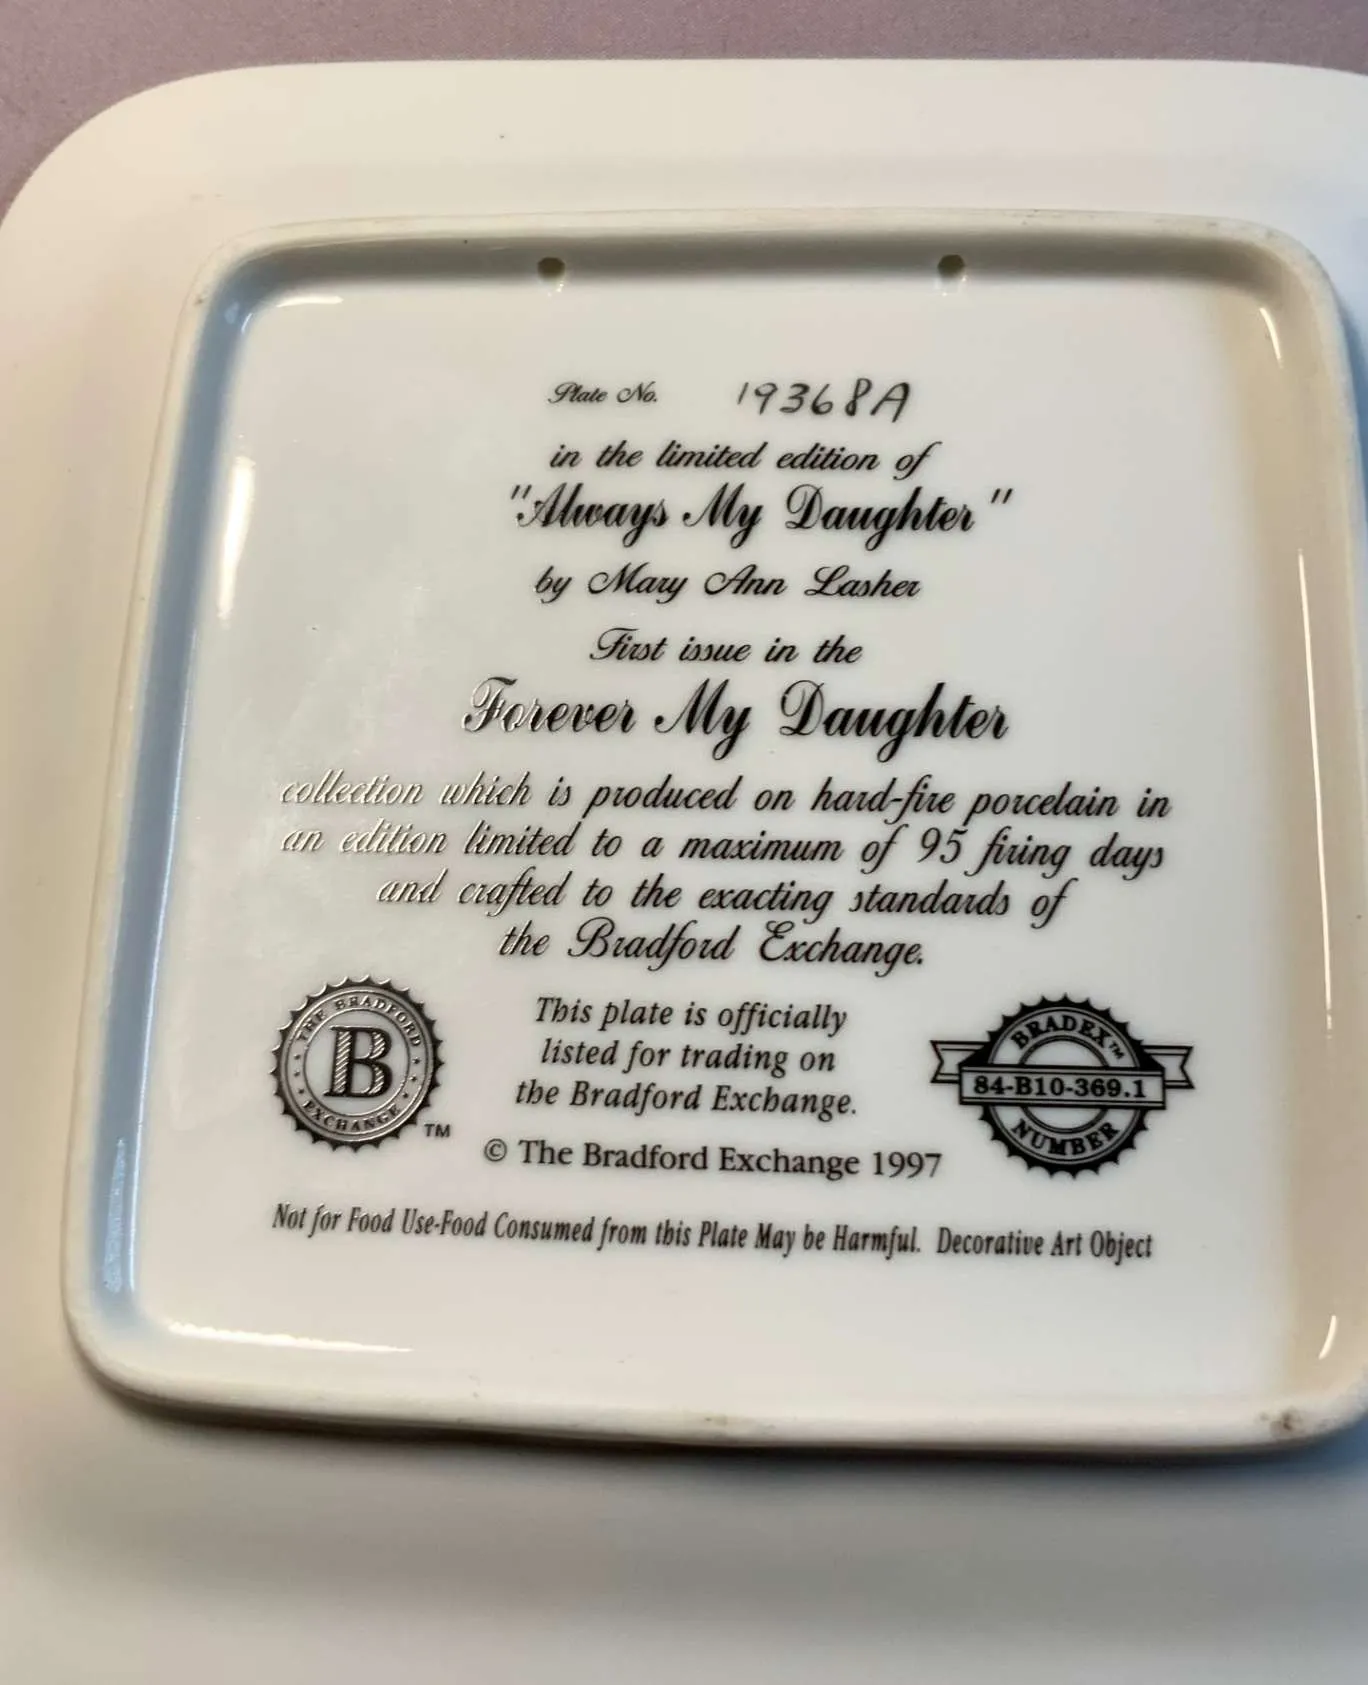 Plate No. 19368A
in the limited edition of
"Always My Daughter"
by Mary Ann Lasher
First issue in the
Forever My Daughter
collection which is produced on hard-fire porcelain in
an edition limited to a maximum of 95 firing days
and crafted to the exacting standards of
the Bradford Exchange.
THE BRADFORD
B
EXCHANGE
TM
This plate is officially
listed for trading on
the Bradford Exchange.
BRADEX™
84-B10-369.1
NUMBER
© The Bradford Exchange 1997
Not for Food Use-Food Consumed from this Plate May be Harmful. Decorative Art Object